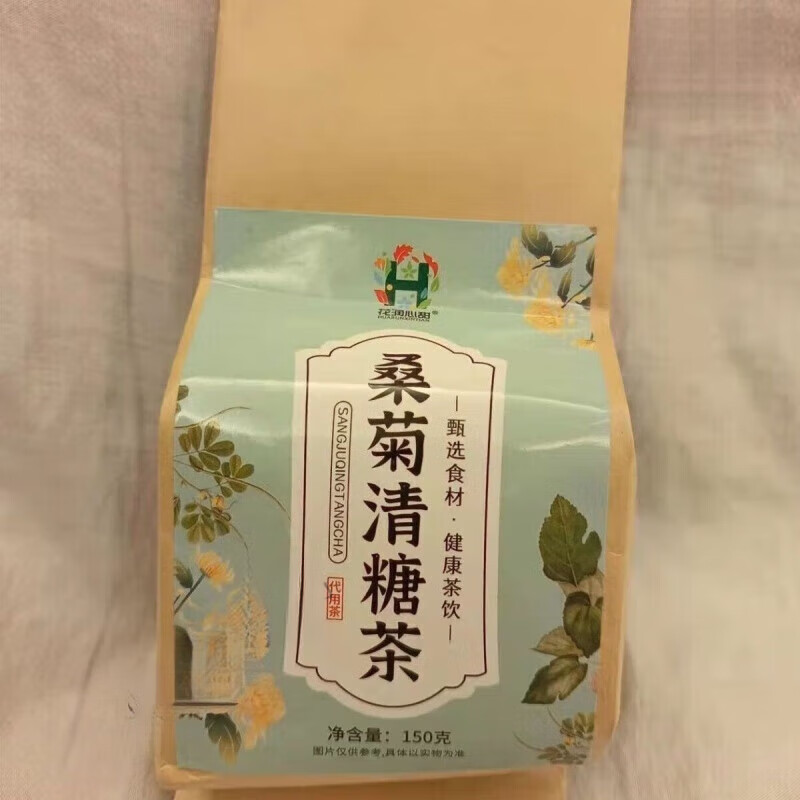 H
花润心甜®
HUARUNXINTIAN
桑菊清糖茶
SANGJUQINGTANGCHA
代用茶
甄选食材·健康茶饮
净含量：150克
图片仅供参考,具体以实物为准